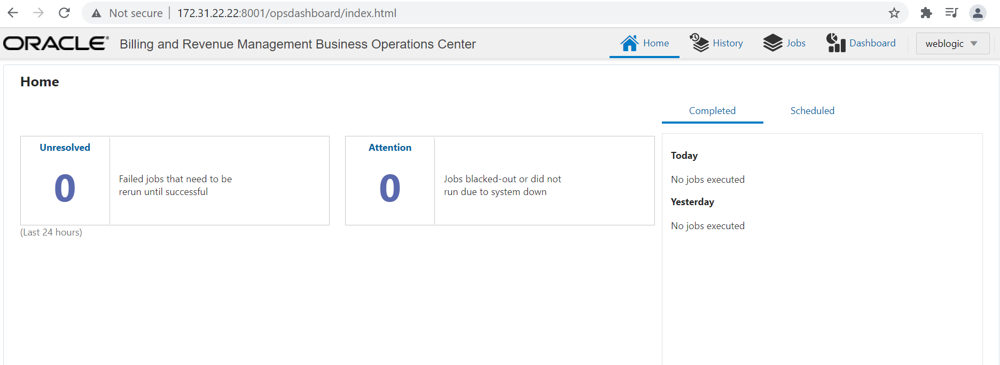 Not secure 172.31.22.22:8001/opsdashboard/index.html
ORACLE® Billing and Revenue Management Business Operations Center Home History Jobs Dashboard weblogic
Home
Completed Scheduled
Unresolved
0
Failed jobs that need to be
rerun until successful
(Last 24 hours)
Attention
0
Jobs blacked-out or did not
run due to system down
Today
No jobs executed
Yesterday
No jobs executed